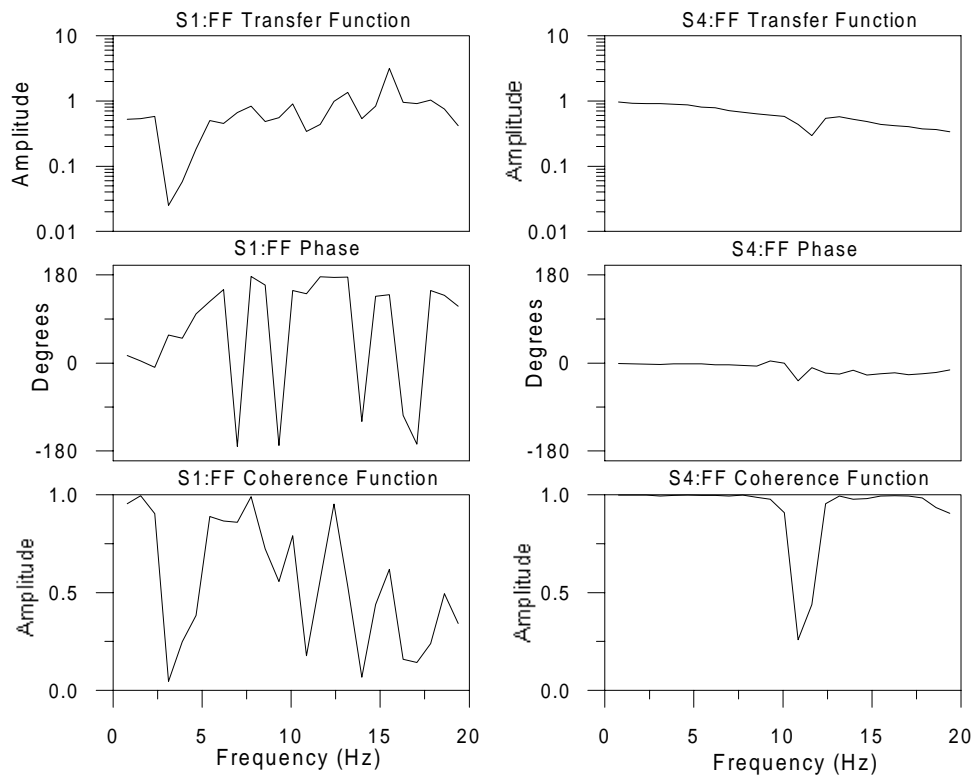 S1:FF Transfer Function
10
1
0.1
0.01
Amplitude
S1:FF Phase
180
0
-180
Degrees
S1:FF Coherence Function
1.0
0.5
0.0
Amplitude
0 5 10 15 20
Frequency (Hz)
S4:FF Transfer Function
10
1
0.1
0.01
Amplitude
S4:FF Phase
180
0
-180
Degrees
S4:FF Coherence Function
1.0
0.5
0.0
Amplitude
0 5 10 15 20
Frequency (Hz)